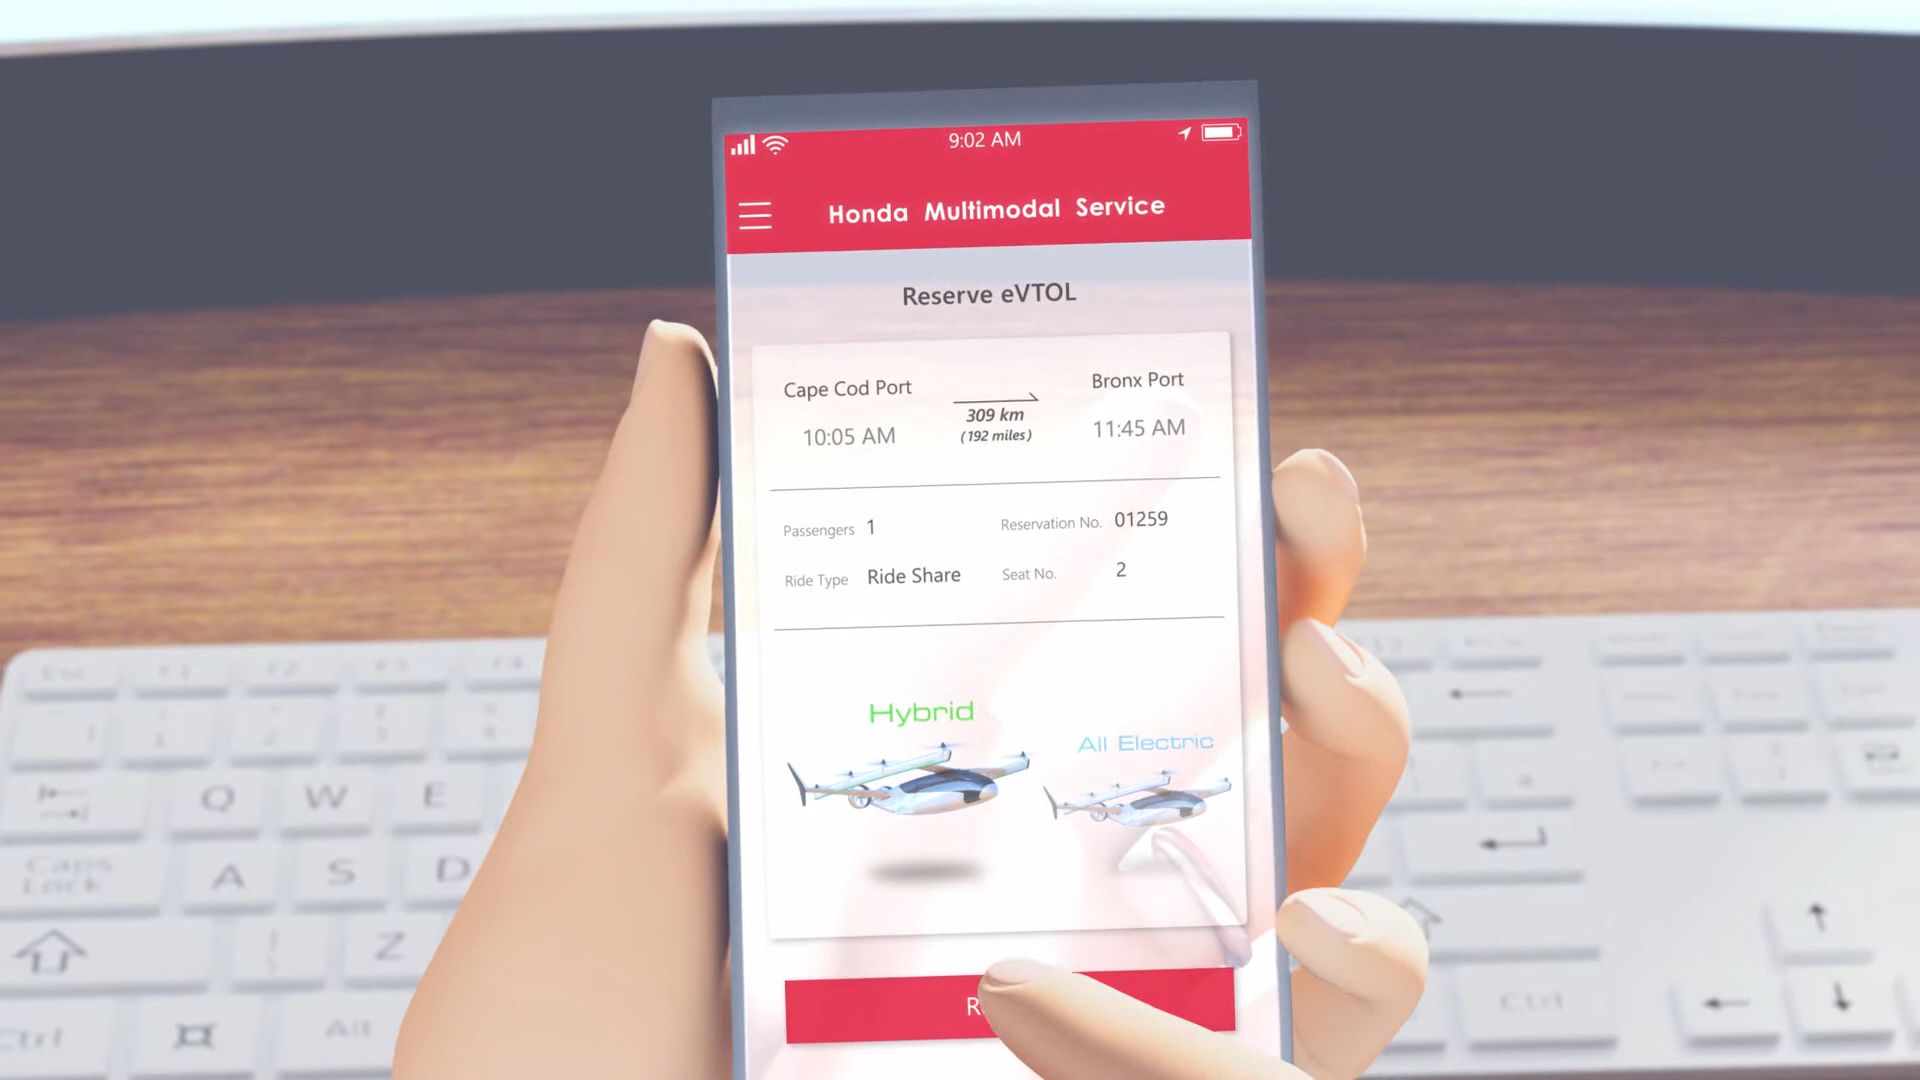 9:02 AM
Honda Multimodal Service
Reserve eVTOL
Cape Cod Port
Bronx Port
309 km
(192 miles)
10:05 AM
11:45 AM
Passengers 1
Reservation No. 01259
Ride Type Ride Share
Seat No. 2
Hybrid
All Electric
Q W E
Caps Lock
A S D
Z
Alt
Ctrl